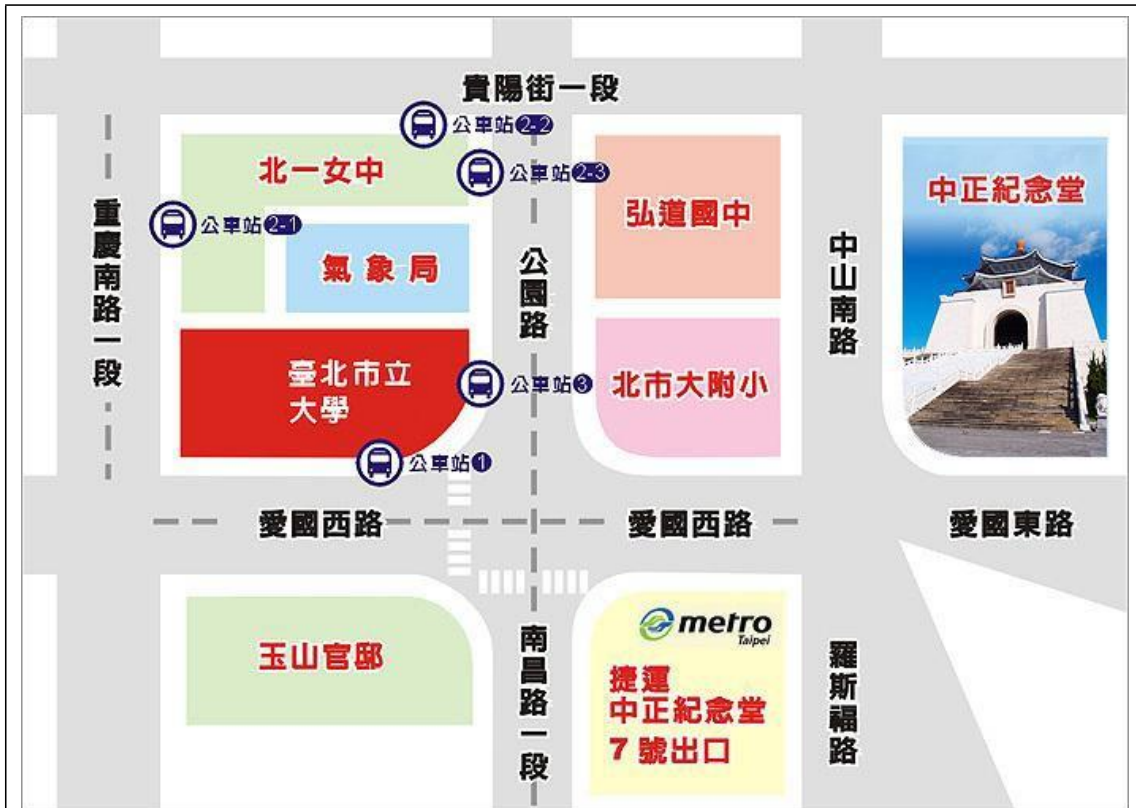 貴陽街一段
公車站2-2
北一女中
公車站2-3
中正紀念堂
弘道國中
公車站2-1
重慶南路一段
氣象局
公園路
中山南路
臺北市立
大學
公車站3
北市大附小
公車站1
愛國西路
愛國西路
愛國東路
metro
Taipei
玉山官邸
南昌路一段
捷運
中正紀念堂
7號出口
羅斯福路